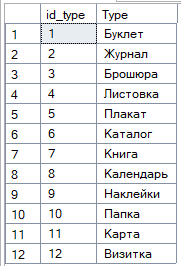 id_type Type
1 1 Буклет
2 2 Журнал
3 3 Брошюра
4 4 Листовка
5 5 Плакат
6 6 Каталог
7 7 Книга
8 8 Календарь
9 9 Наклейки
10 10 Папка
11 11 Карта
12 12 Визитка